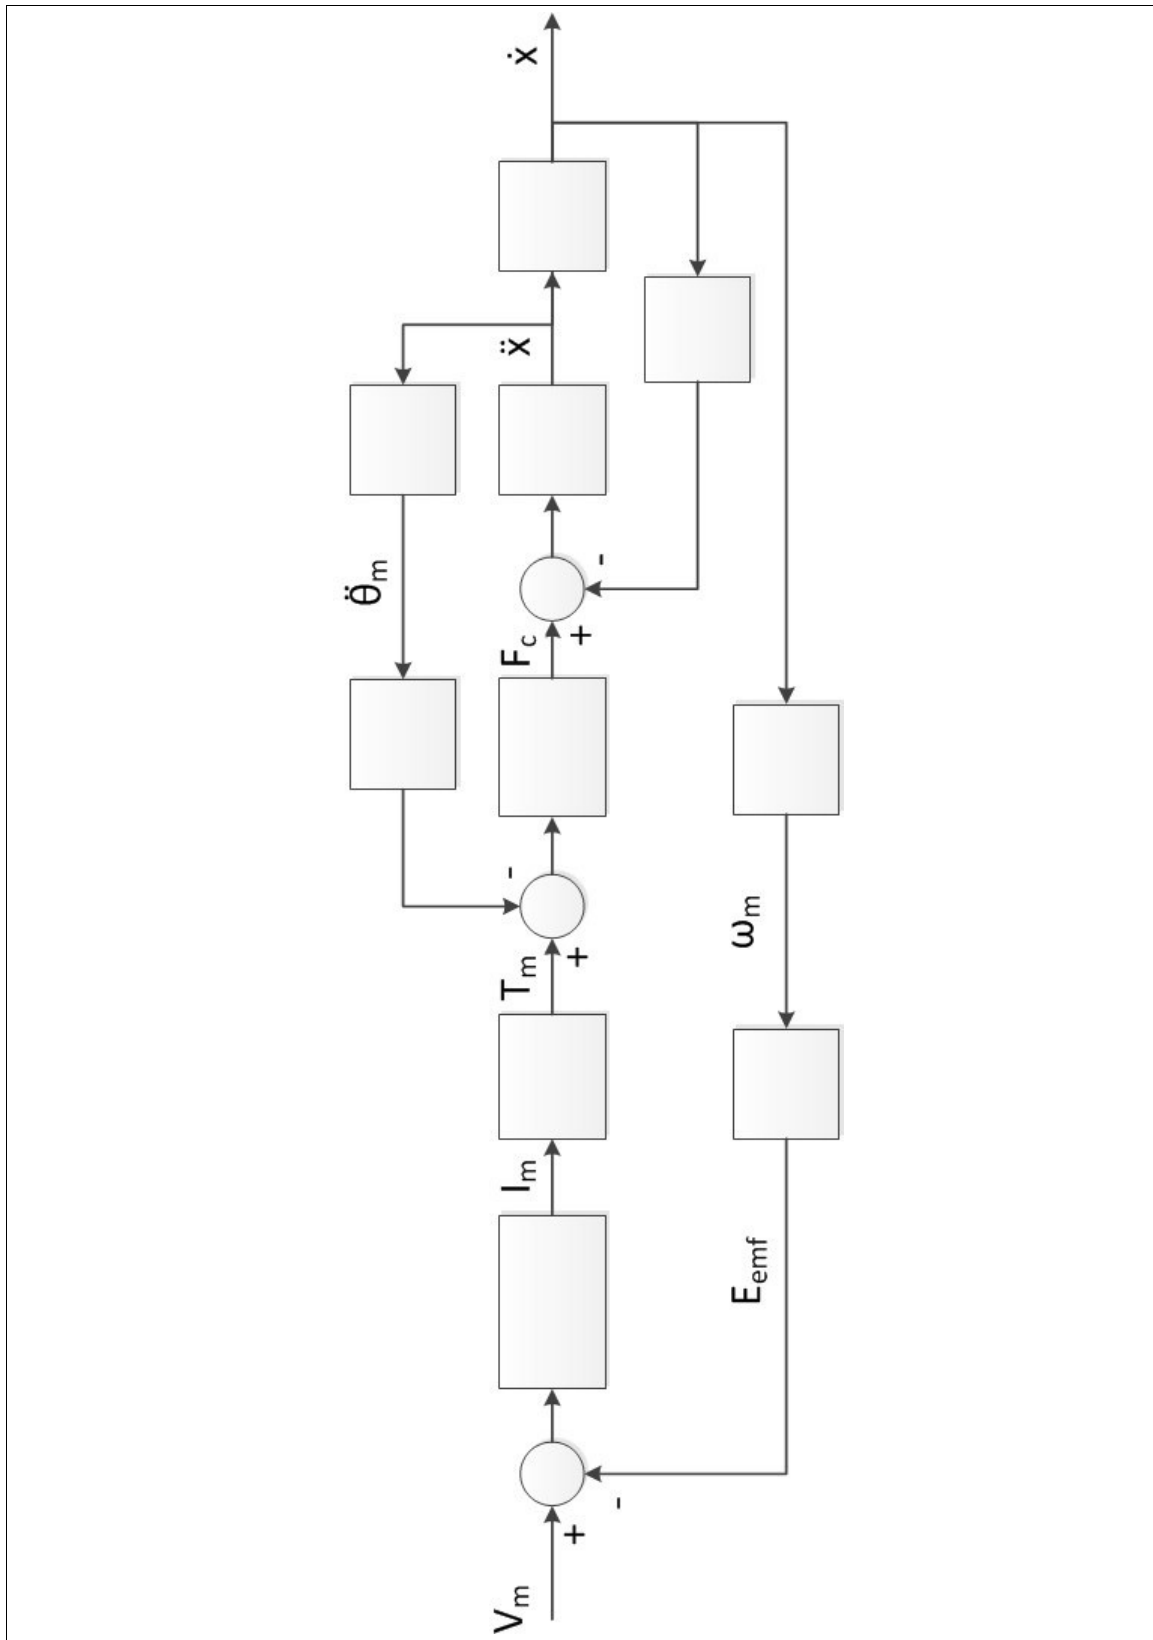 V_m
+
-
I_m
T_m
+
-
F_c
+
-
ẍ
ẋ
θ̈_m
ω_m
E_emf